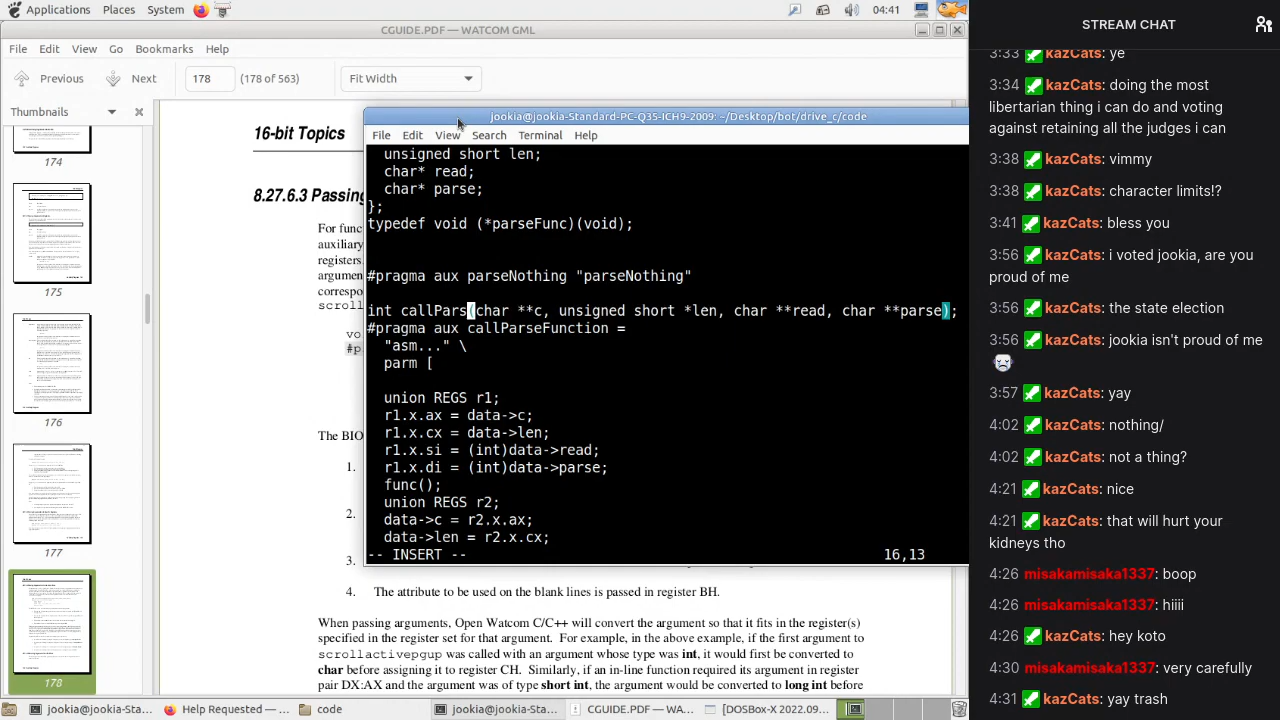 Applications Places System 04:41
CGUIDE.PDF — WATCOM GML
File Edit View Go Bookmarks Help
Previous Next 178 (178 of 563) Fit Width
Thumbnails
174
175
176
177
178
16-bit Topics
8.27.6.3 Passing
For func
auxiliary
registers
argumen
correspo
scroll
vo
#p
The BIO
1.
2.
3.
4. The attribute to be used on the blank lines is passed in register BH.
When passing arguments, Open Watcom C/C++ will convert the argument so that it fits in the register(s)
specified in the register set for that argument. For example, in the above example, if the first argument to
was called with an argument whose type was int, it would first be converted to
char before assigning it to register CH. Similarly, if an in-line function required its argument in register
pair DX:AX and the argument was of type short int, the argument would be converted to long int before
jookia@jookia-Standard-PC-Q35-ICH9-2009: ~/Desktop/bot/drive_c/code
File Edit View Search Terminal Help
unsigned short len;
char* read;
char* parse;
};
typedef void (*parseFunc)(void);
#pragma aux parseNothing "parseNothing"
int callPars(char **c, unsigned short *len, char **read, char **parse);
#pragma aux callParseFunction =
"asm..." \
parm [
union REGS r1;
r1.x.ax = data->c;
r1.x.cx = data->len;
r1.x.si = (int)data->read;
r1.x.di = (int)data->parse;
func();
union REGS r2;
data->c = r2.x.ax;
data->len = r2.x.cx;
-- INSERT -- 16,13
jookia@jookia-Sta... Help Requested — ... co jookia@jookia-Sta... CGUIDE.PDF — WA... [DOSBox-X 2022.09...
STREAM CHAT
3:33 kazCats: ye
3:34 kazCats: doing the most
libertarian thing i can do and voting
against retaining all the judges i can
3:38 kazCats: vimmy
3:38 kazCats: character limits!?
3:41 kazCats: bless you
3:56 kazCats: i voted jookia, are you
proud of me
3:56 kazCats: the state election
3:56 kazCats: jookia isn't proud of me
3:57 kazCats: yay
4:02 kazCats: nothing/
4:02 kazCats: not a thing?
4:21 kazCats: nice
4:21 kazCats: that will hurt your
kidneys tho
4:26 misakamisaka1337: hoop
4:26 misakamisaka1337: hiiii
4:26 kazCats: hey koto
4:30 misakamisaka1337: very carefully
4:31 kazCats: yay trash